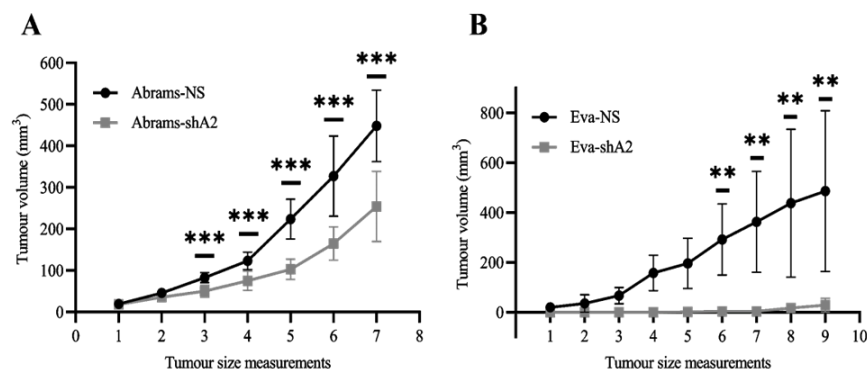 A
Tumour volume (mm³)
600
500
400
300
200
100
0
Abrams-NS
Abrams-shA2
***
***
***
***
***
0 1 2 3 4 5 6 7 8
Tumour size measurements
B
Tumour volume (mm³)
800
600
400
200
0
Eva-NS
Eva-shA2
**
**
**
**
1 2 3 4 5 6 7 8 9 10
Tumour size measurements